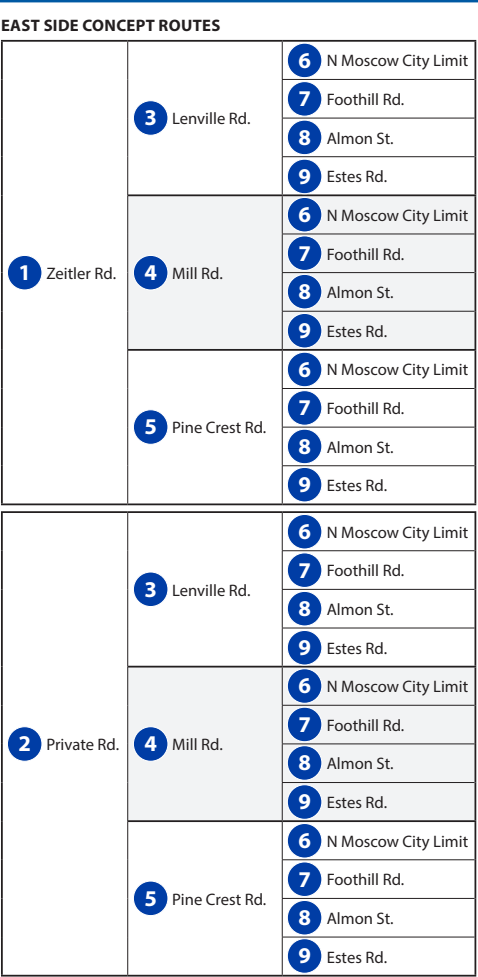 EAST SIDE CONCEPT ROUTES
1 Zeitler Rd.
3 Lenville Rd.
6 N Moscow City Limit
7 Foothill Rd.
8 Almon St.
9 Estes Rd.
4 Mill Rd.
6 N Moscow City Limit
7 Foothill Rd.
8 Almon St.
9 Estes Rd.
5 Pine Crest Rd.
6 N Moscow City Limit
7 Foothill Rd.
8 Almon St.
9 Estes Rd.
2 Private Rd.
3 Lenville Rd.
6 N Moscow City Limit
7 Foothill Rd.
8 Almon St.
9 Estes Rd.
4 Mill Rd.
6 N Moscow City Limit
7 Foothill Rd.
8 Almon St.
9 Estes Rd.
5 Pine Crest Rd.
6 N Moscow City Limit
7 Foothill Rd.
8 Almon St.
9 Estes Rd.